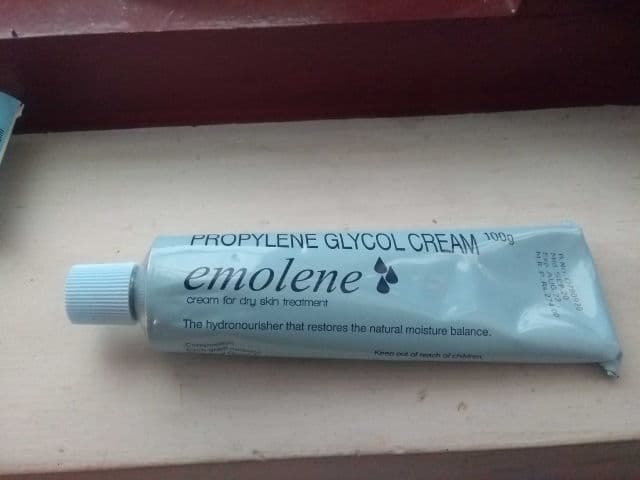 PROPYLENE GLYCOL CREAM 100g
emolene
cream for dry skin treatment
The hydronourisher that restores the natural moisture balance.
Composition
Keep out of reach of children.